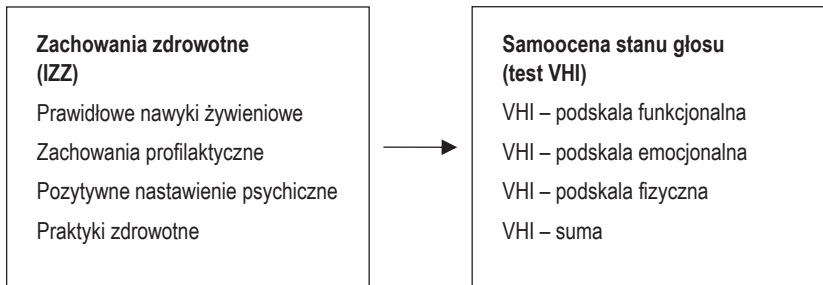 Zachowania zdrowotne
(IZZ)
Prawidłowe nawyki żywieniowe
Zachowania profilaktyczne
Pozytywne nastawienie psychiczne
Praktyki zdrowotne
Samoocena stanu głosu
(test VHI)
VHI – podskala funkcjonalna
VHI – podskala emocjonalna
VHI – podskala fizyczna
VHI – suma